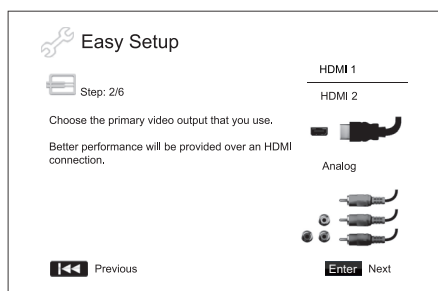 Easy Setup
Step: 2/6
Choose the primary video output that you use.
Better performance will be provided over an HDMI
connection.
HDMI 1
HDMI 2
Analog
Previous
Enter Next